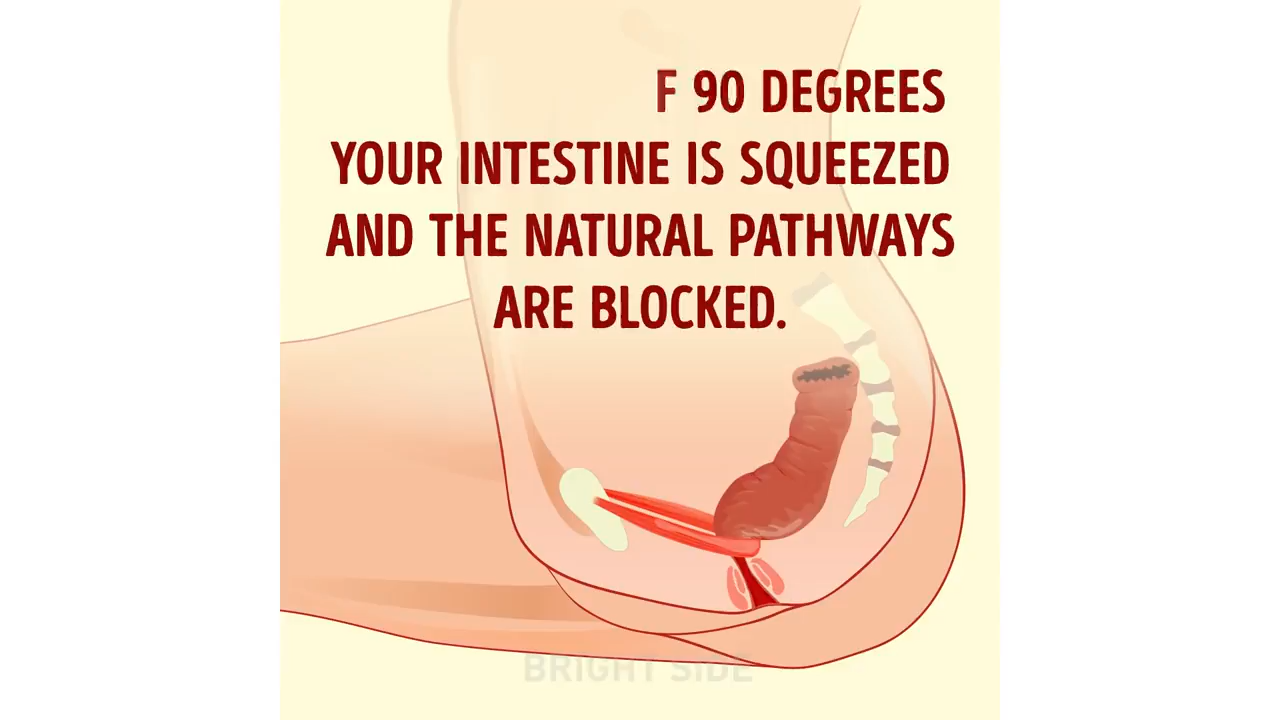 F 90 DEGREES
YOUR INTESTINE IS SQUEEZED
AND THE NATURAL PATHWAYS
ARE BLOCKED.
BRIGHT SIDE